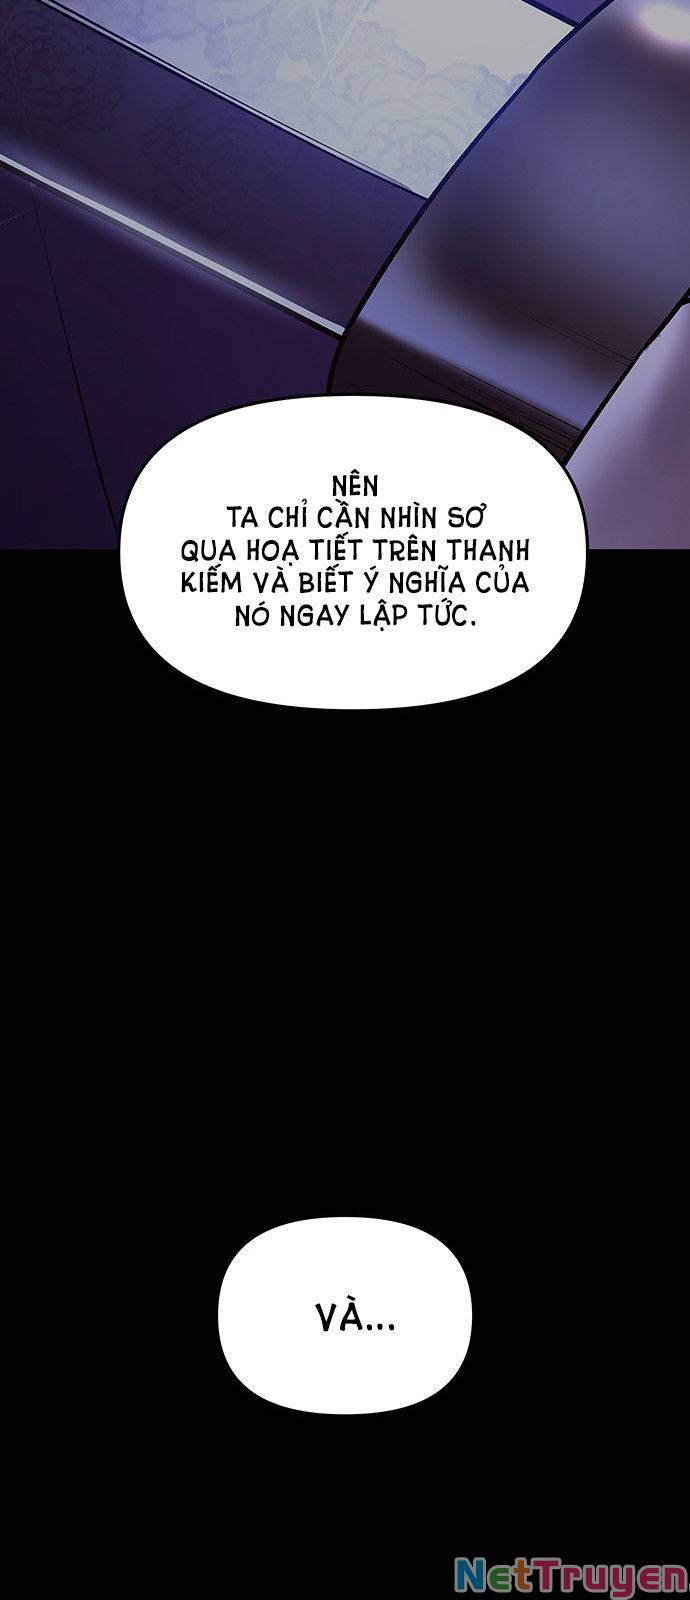 NÊN
TA CHỈ CẦN NHÌN SƠ
QUA HOẠ TIẾT TRÊN THANH
KIẾM VÀ BIẾT Ý NGHĨA CỦA
NÓ NGAY LẬP TỨC.
VÀ...
NetTruyen